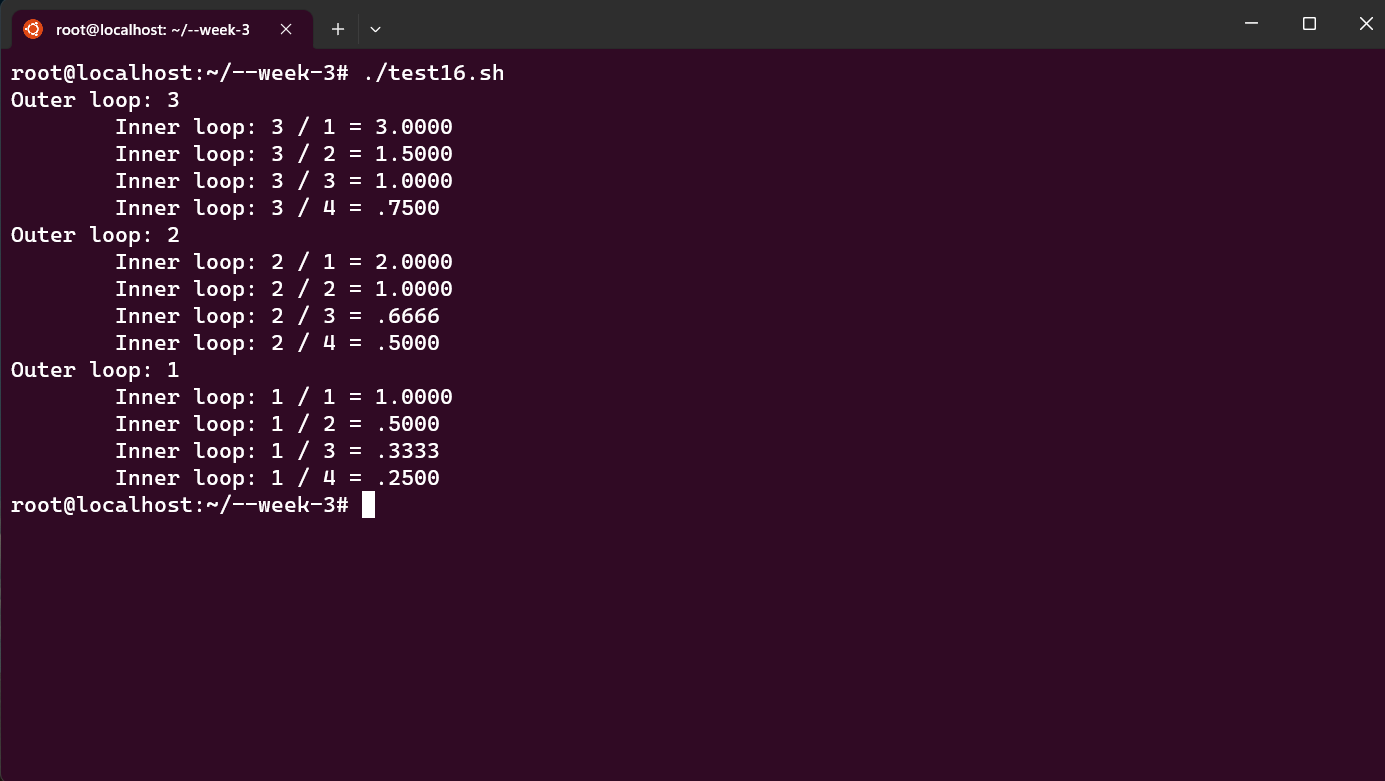 root@localhost: ~/--week-3
root@localhost:~/--week-3# ./test16.sh
Outer loop: 3
        Inner loop: 3 / 1 = 3.0000
        Inner loop: 3 / 2 = 1.5000
        Inner loop: 3 / 3 = 1.0000
        Inner loop: 3 / 4 = .7500
Outer loop: 2
        Inner loop: 2 / 1 = 2.0000
        Inner loop: 2 / 2 = 1.0000
        Inner loop: 2 / 3 = .6666
        Inner loop: 2 / 4 = .5000
Outer loop: 1
        Inner loop: 1 / 1 = 1.0000
        Inner loop: 1 / 2 = .5000
        Inner loop: 1 / 3 = .3333
        Inner loop: 1 / 4 = .2500
root@localhost:~/--week-3#